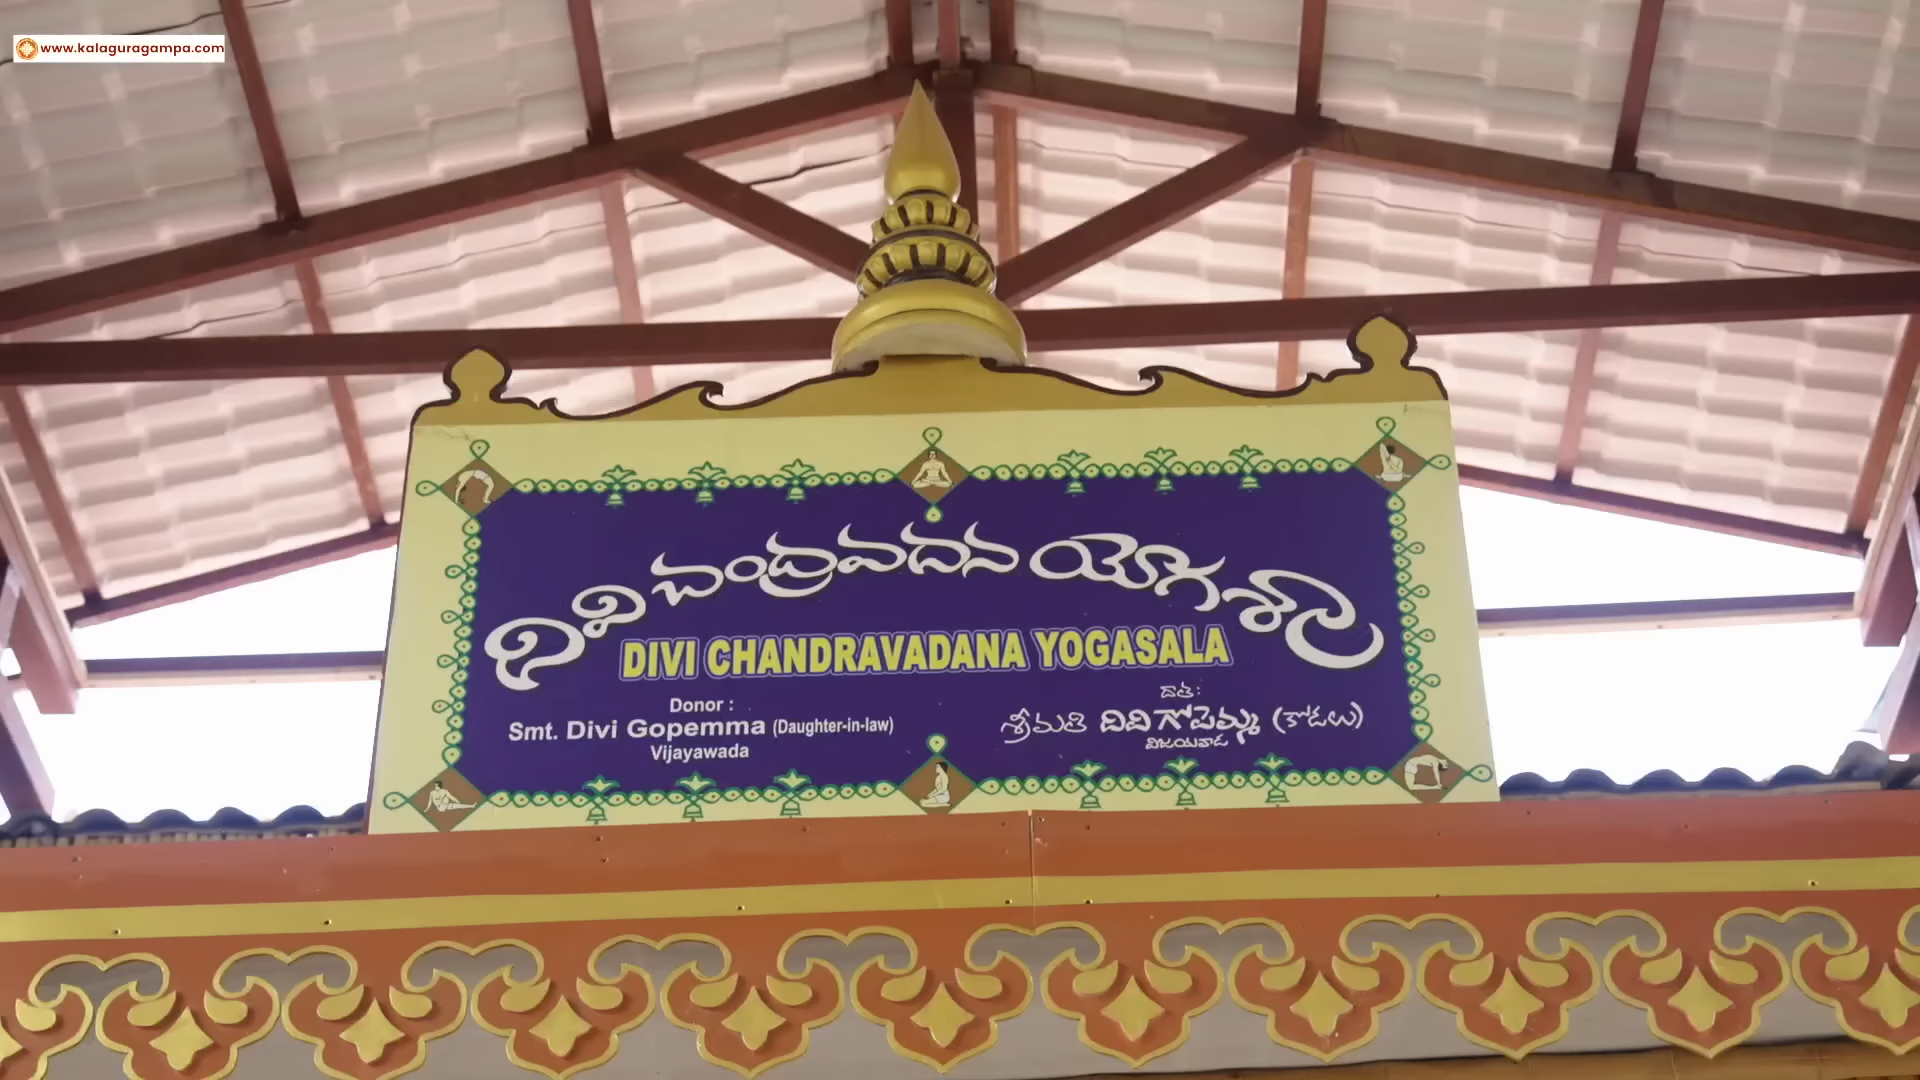 www.kalaguragampa.com
దివి చంద్రవదన యోగశాల
DIVI CHANDRAVADANA YOGASALA
Donor :
Smt. Divi Gopemma (Daughter-in-law)
Vijayawada
దాత:
శ్రీమతి దివి గోపెమ్మ (కోడలు)
విజయవాడ